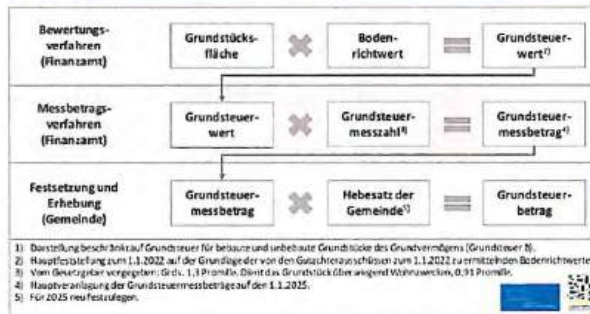 Bewertungs-
verfahren
(Finanzamt)
Grundstücks-
fläche
Boden-
richtwert
Grundsteuer-
wert²⁾
Messbetrags-
verfahren
(Finanzamt)
Grundsteuer-
wert
Grundsteuer-
messzahl³⁾
Grundsteuer-
messbetrag⁴⁾
Festsetzung und
Erhebung
(Gemeinde)
Grundsteuer-
messbetrag
Hebesatz der
Gemeinde⁵⁾
Grundsteuer-
betrag
1) Darstellung beschränkt auf Grundsteuer für bebaute und unbebaute Grundstücke des Grundvermögens (Grundsteuer B).
2) Hauptfeststellung zum 1.1.2022 auf der Grundlage der von den Gutachterausschüssen zum 1.1.2022 zu ermittelnden Bodenrichtwerte
3) Vom Gesetzgeber vorgegeben: Grds. 1,3 Promille. Dient das Grundstück überwiegend Wohnzwecken, 0,91 Promille.
4) Hauptveranlagung der Grundsteuermessbeträge auf den 1.1.2025.
5) Für 2025 neu festzulegen.